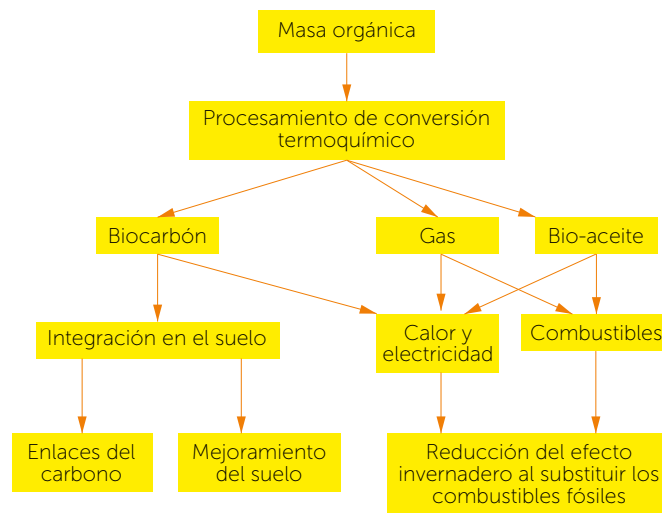 Masa orgánica
Procesamiento de conversión
termoquímico
Biocarbón
Gas
Bio-aceite
Integración en el suelo
Calor y
electricidad
Combustibles
Enlaces del
carbono
Mejoramiento
del suelo
Reducción del efecto
invernadero al substituir los
combustibles fósiles